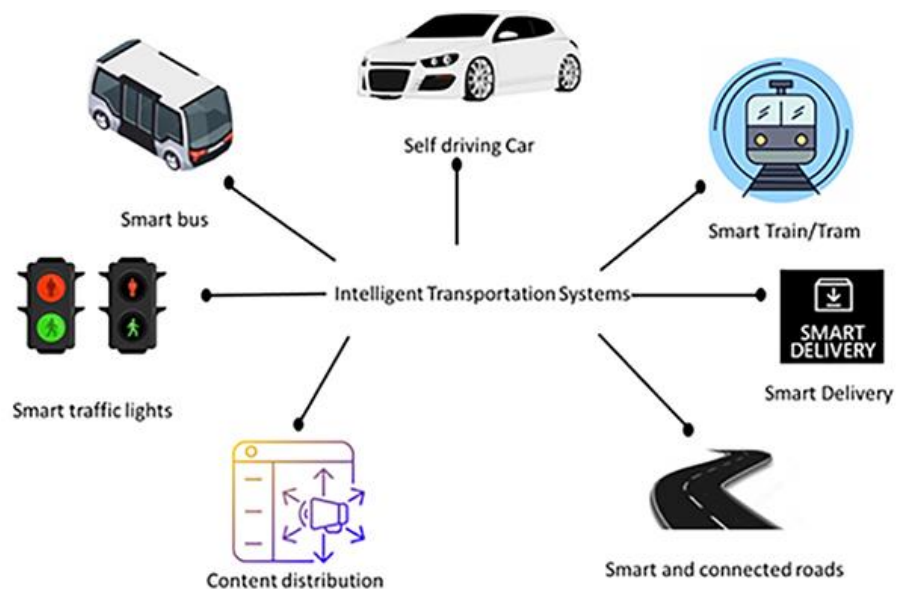 Self driving Car
Smart bus
Smart Train/Tram
Intelligent Transportation Systems
SMART
DELIVERY
Smart traffic lights
Smart Delivery
Content distribution
Smart and connected roads